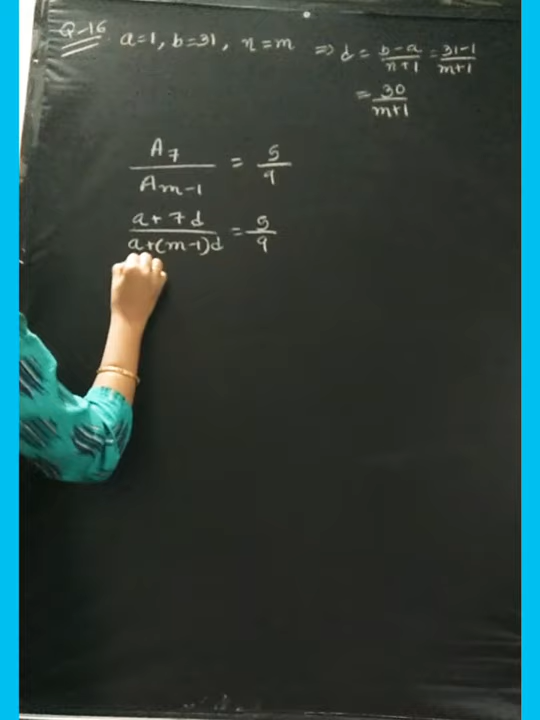 Q-16 a=1, b=31, n=m ⇒ d = b-a/n+1 = 31-1/m+1
= 30/m+1
A7/Am-1 = 5/9
a+7d/a+(m-1)d = 5/9